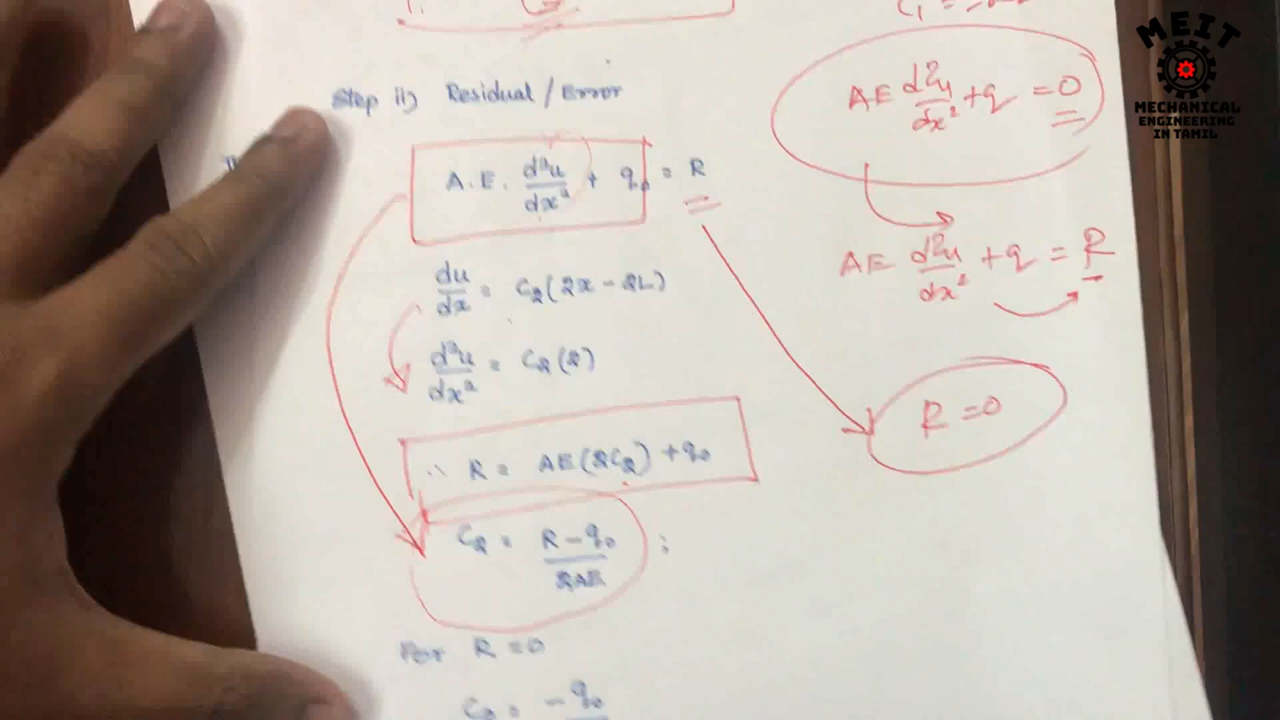 Step ii) Residual / Error
A.E. d²u/dx² + q₀ = R
du/dx = C₂(2x - 2L)
d²u/dx² = C₂(2)
∴ R = AE(2C₂) + q₀
C₂ = R - q₀ / 2AE ;
For R = 0
C₂ = - q₀
AE d²u/dx² + q = 0
AE d²u/dx² + q = R
R = 0
MEIT
MECHANICAL
ENGINEERING
IN TAMIL